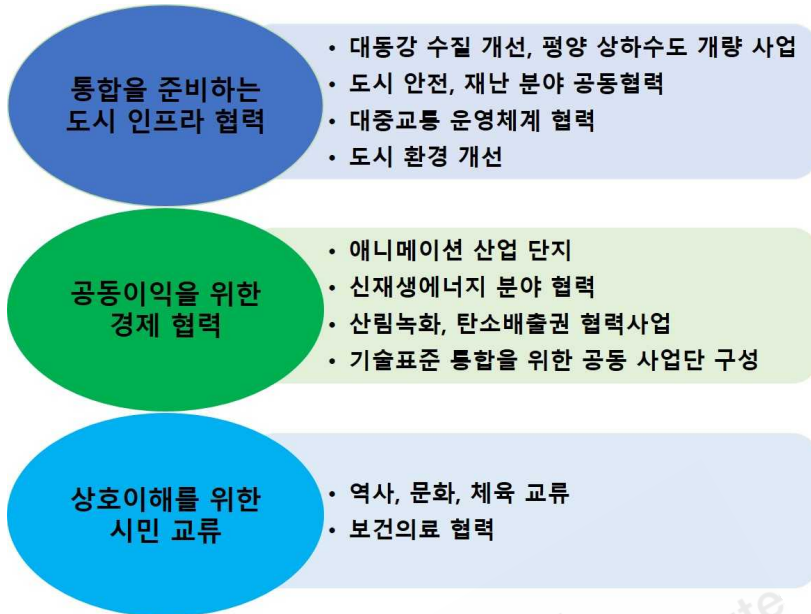 통합을 준비하는
도시 인프라 협력
• 대동강 수질 개선, 평양 상하수도 개량 사업
• 도시 안전, 재난 분야 공동협력
• 대중교통 운영체계 협력
• 도시 환경 개선
공동이익을 위한
경제 협력
• 애니메이션 산업 단지
• 신재생에너지 분야 협력
• 산림녹화, 탄소배출권 협력사업
• 기술표준 통합을 위한 공동 사업단 구성
상호이해를 위한
시민 교류
• 역사, 문화, 체육 교류
• 보건의료 협력